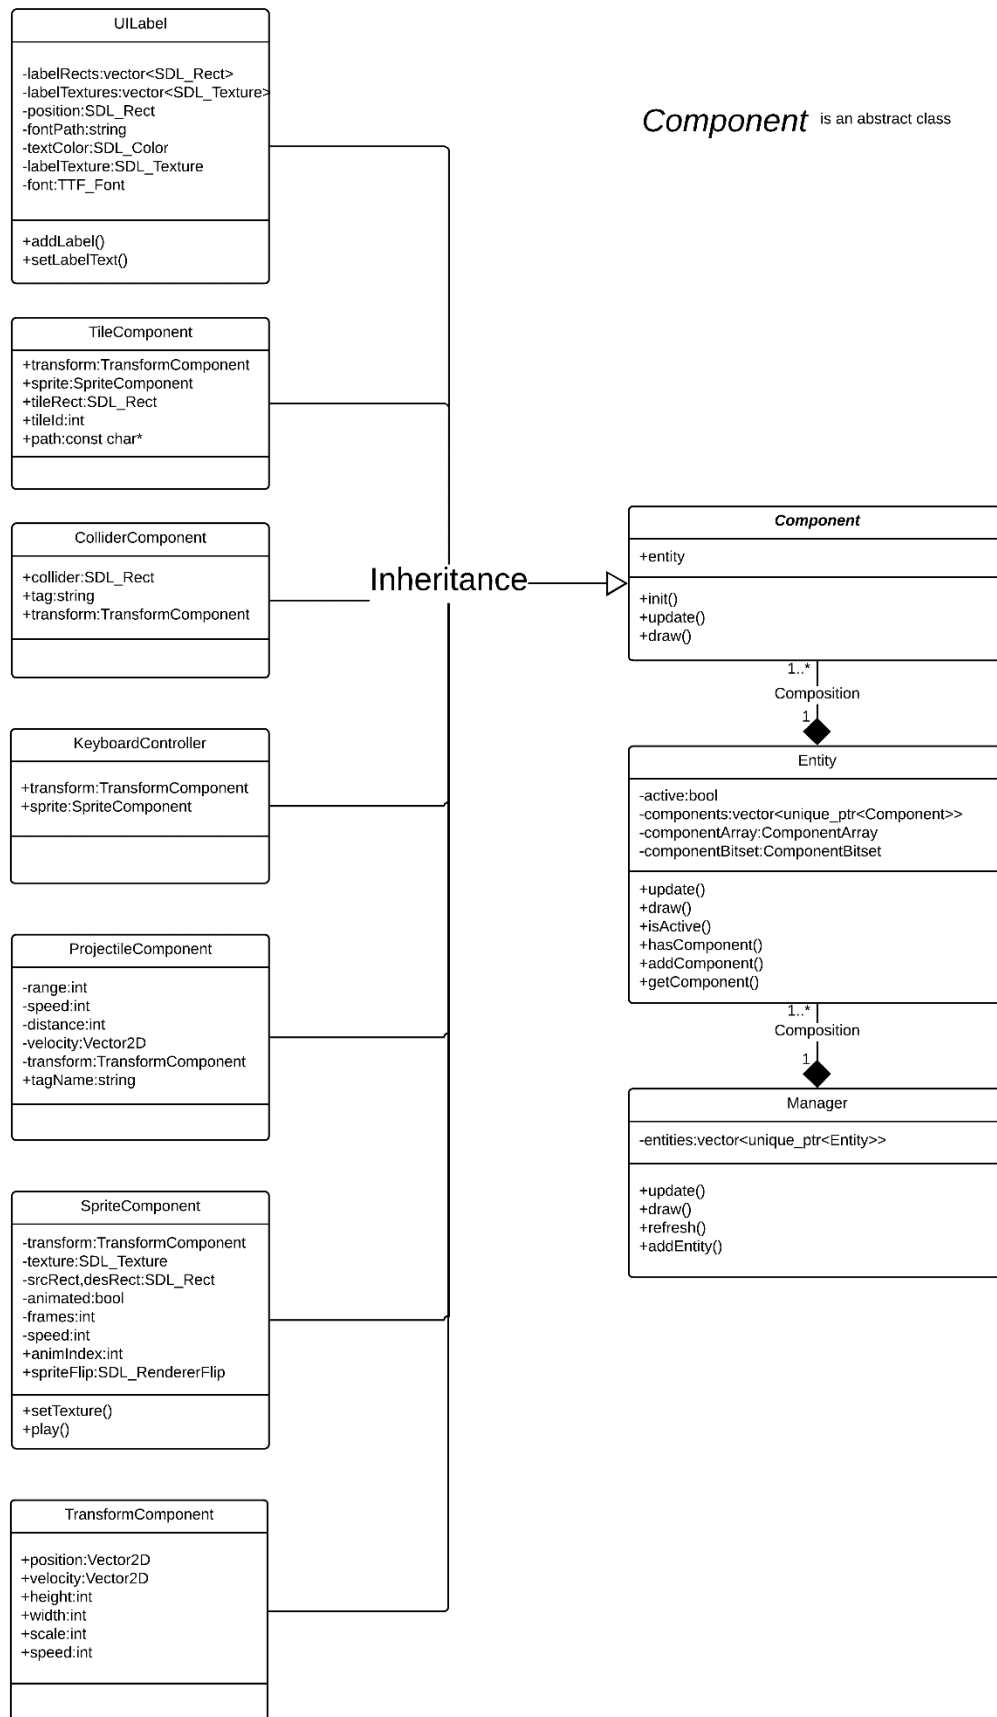 UILabel
-labelRects:vector<SDL_Rect>
-labelTextures:vector<SDL_Texture>
-position:SDL_Rect
-fontPath:string
-textColor:SDL_Color
-labelTexture:SDL_Texture
-font:TTF_Font
+addLabel()
+setLabelText()
Component is an abstract class
TileComponent
+transform:TransformComponent
+sprite:SpriteComponent
+tileRect:SDL_Rect
+tileId:int
+path:const char*
ColliderComponent
+collider:SDL_Rect
+tag:string
+transform:TransformComponent
Inheritance
KeyboardController
+transform:TransformComponent
+sprite:SpriteComponent
ProjectileComponent
-range:int
-speed:int
-distance:int
-velocity:Vector2D
-transform:TransformComponent
+tagName:string
SpriteComponent
-transform:TransformComponent
-texture:SDL_Texture
-srcRect,desRect:SDL_Rect
-animated:bool
-frames:int
-speed:int
+animIndex:int
+spriteFlip:SDL_RendererFlip
+setTexture()
+play()
TransformComponent
+position:Vector2D
+velocity:Vector2D
+height:int
+width:int
+scale:int
+speed:int
Component
+entity
+init()
+update()
+draw()
1..*
Composition
1
Entity
-active:bool
-components:vector<unique_ptr<Component>>
-componentArray:ComponentArray
-componentBitset:ComponentBitset
+update()
+draw()
+isActive()
+hasComponent()
+addComponent()
+getComponent()
1..*
Composition
1
Manager
-entities:vector<unique_ptr<Entity>>
+update()
+draw()
+refresh()
+addEntity()